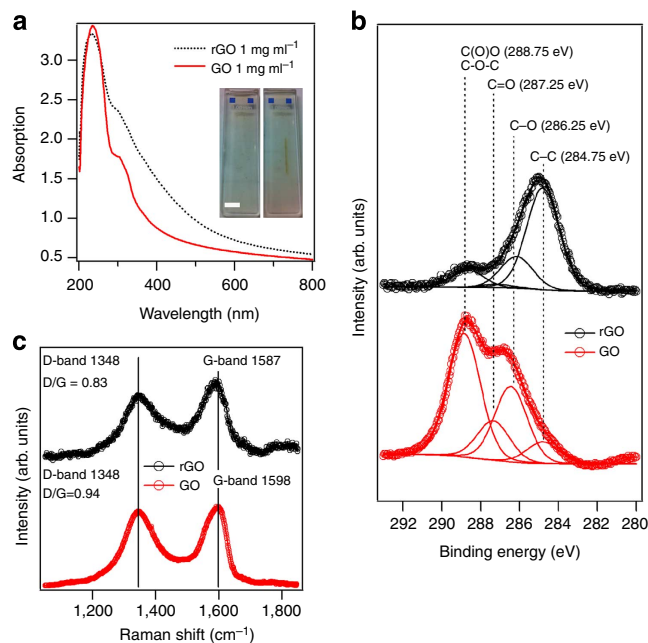 a
3.0
2.5
2.0
1.5
1.0
0.5
Absorption
rGO 1 mg ml⁻¹
GO 1 mg ml⁻¹
200
400
600
800
Wavelength (nm)
b
C(O)O (288.75 eV)
C-O-C
C=O (287.25 eV)
C–O (286.25 eV)
C–C (284.75 eV)
Intensity (arb. units)
rGO
GO
292
290
288
286
284
282
280
Binding energy (eV)
c
D-band 1348
G-band 1587
D/G = 0.83
rGO
GO
D-band 1348
G-band 1598
D/G=0.94
Intensity (arb. units)
1,200
1,400
1,600
1,800
Raman shift (cm⁻¹)